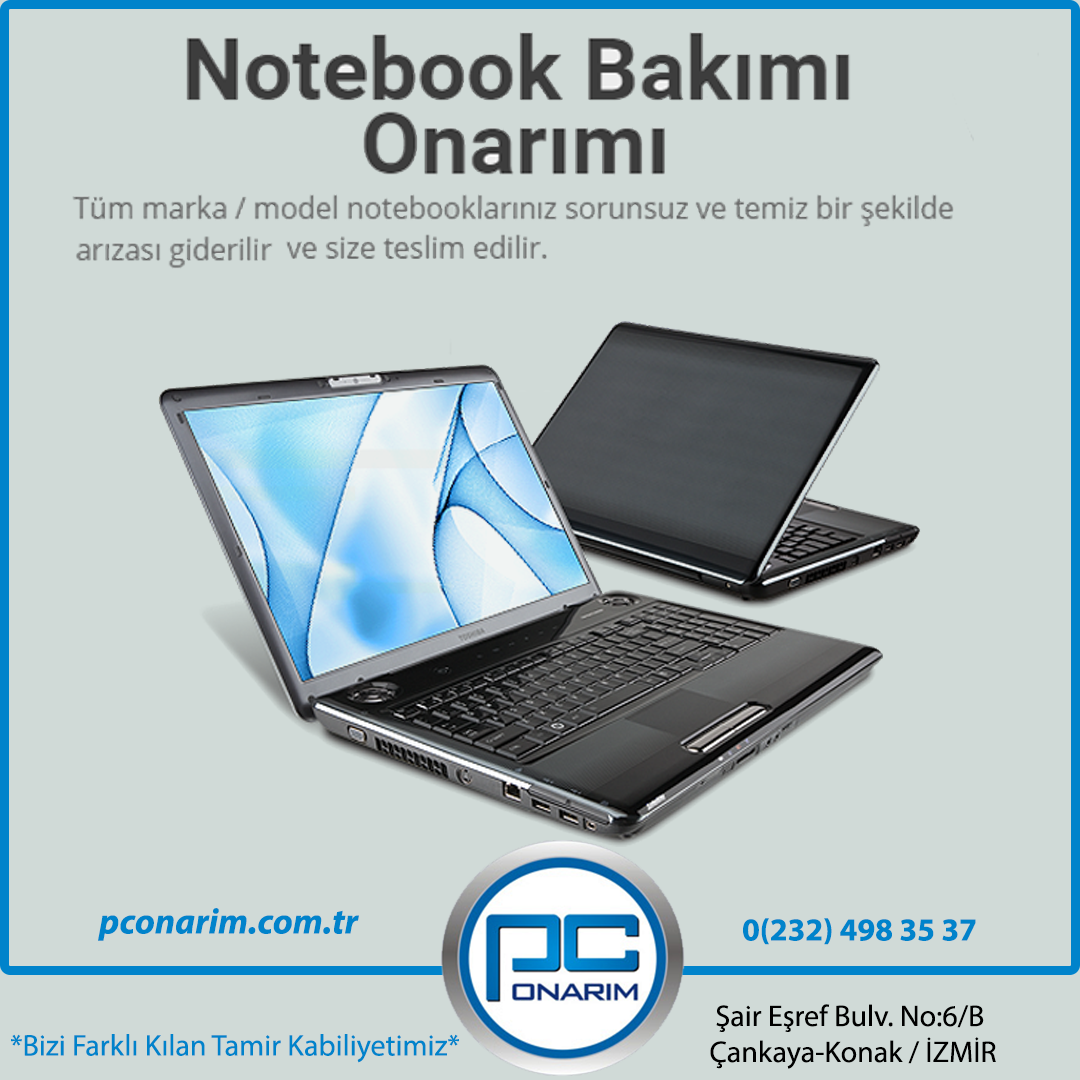 Notebook Bakımı
Onarımı
Tüm marka / model notebooklarınız sorunsuz ve temiz bir şekilde
arızası giderilir ve size teslim edilir.
TOSHIBA
pconarim.com.tr
0(232) 498 35 37
PC
ONARIM
*Bizi Farklı Kılan Tamir Kabiliyetimiz*
Şair Eşref Bulv. No:6/B
Çankaya-Konak / İZMİR